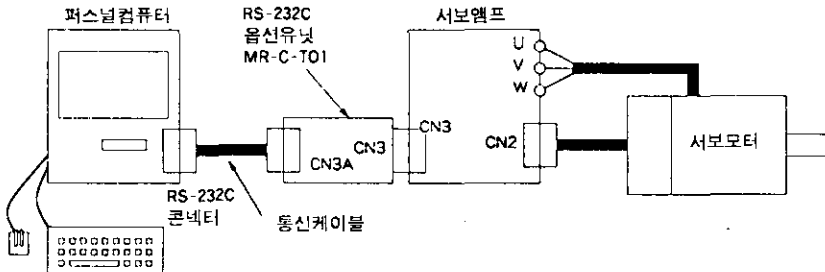 퍼스널컴퓨터
RS-232C
옵션유닛
MR-C-T01
서보앰프
U
V
W
CN3
CN3
CN3A
CN2
서보모터
RS-232C
콘넥터
통신케이블